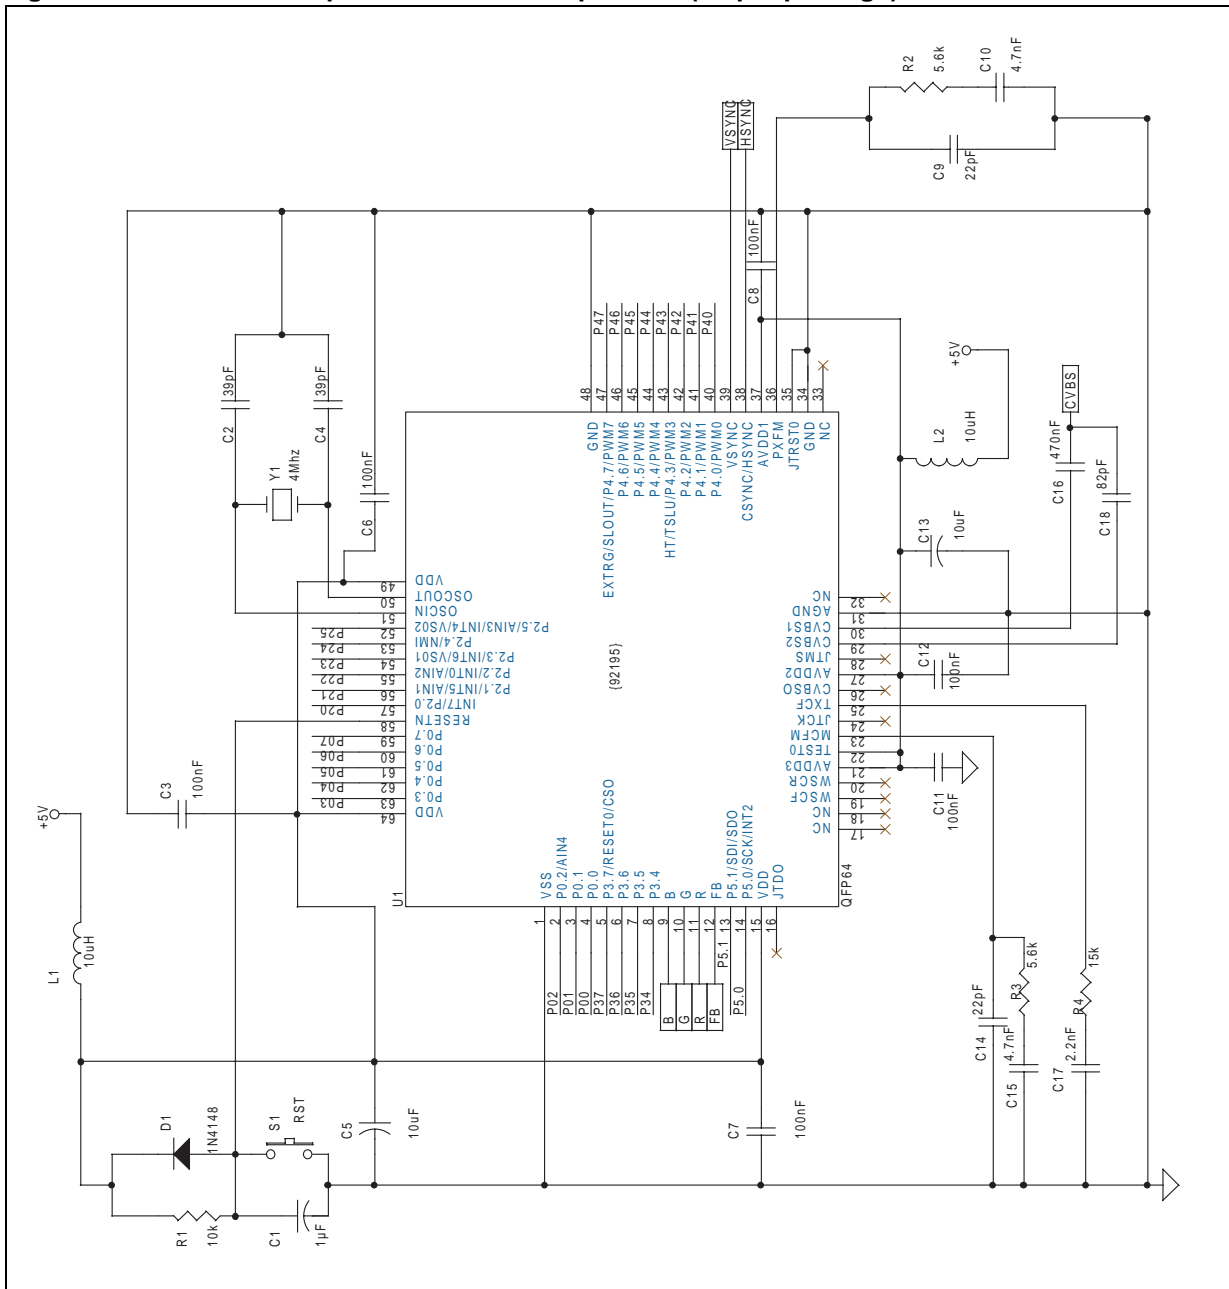 R2
5.6k
C10
4.7nF
C9
22pF
VSYNC
HSYNC
C8
100nF
C2
39pF
C4
39pF
Y1
4Mhz
C6
100nF
P47
P46
P45
P44
P43
P42
P41
P40
48
47
46
45
44
43
42
41
40
39
38
37
36
35
34
33
GND
EXTRG/SLOUT/P4.7/PWM7
P4.6/PWM6
P4.5/PWM5
P4.4/PWM4
HT/TSLU/P4.3/PWM3
P4.2/PWM2
P4.1/PWM1
P4.0/PWM0
VSYNC
CSYNC/HSYNC
AVDD1
PXFM
JTRST0
GND
NC
+5V
L2
10uH
CVBS
C16
470nF
C18
82pF
C13
10uF
C12
100nF
C11
100nF
49
50
51
52
53
54
55
56
57
58
59
60
61
62
63
64
VDD
OSCOUT
OSCIN
P2.5/AIN3/INT4/VS02
P2.4/NMI
P2.3/INT6/VS01
P2.2/INT0/AIN2
P2.1/INT5/AIN1
INT7/P2.0
RESETN
P0.7
P0.6
P0.5
P0.4
P0.3
VDD
P25
P24
P23
P22
P21
P20
P07
P06
P05
P04
P03
{92195}
NC
AGND
CVBS1
CVBS2
JTMS
AVDD2
CVBSO
TXCF
JTCK
MCFM
TEST0
AVDD3
WSCR
WSCF
NC
NC
32
31
30
29
28
27
26
25
24
23
22
21
20
19
18
17
C3
100nF
+5V
L1
10uH
U1
QFP64
VSS
P0.2/AIN4
P0.1
P0.0
P3.7/RESET0/CSO
P3.6
P3.5
P3.4
B
G
R
FB
P5.1/SDI/SDO
P5.0/SCK/INT2
VDD
JTDO
1
2
3
4
5
6
7
8
9
10
11
12
13
14
15
16
P02
P01
P00
P37
P36
P35
P34
B
G
R
FB
P5.1
P5.0
C14
22pF
R3
5.6k
C15
4.7nF
R4
15k
C17
2.2nF
D1
1N4148
S1
RST
C5
10uF
C7
100nF
R1
10k
C1
1µF